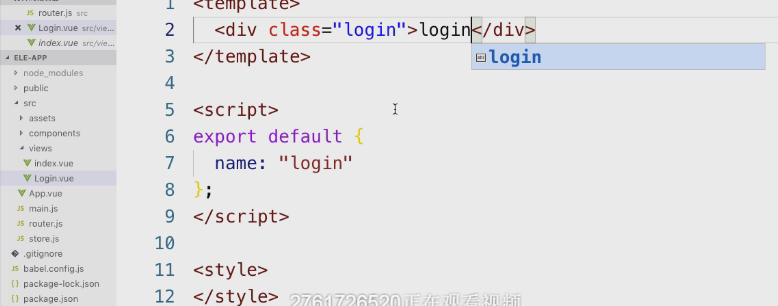 router.js src
Login.vue src/vie...
index.vue src/vie...
ELE-APP
node_modules
public
src
assets
components
views
index.vue
Login.vue
App.vue
main.js
router.js
store.js
.gitignore
babel.config.js
package-lock.json
package.json
1 <template>
2 <div class="login">login</div>
login
3 </template>
4
5 <script>
6 export default {
7 name: "login"
8 };
9 </script>
10
11 <style>
12 </style>
2761726520正在观看视频